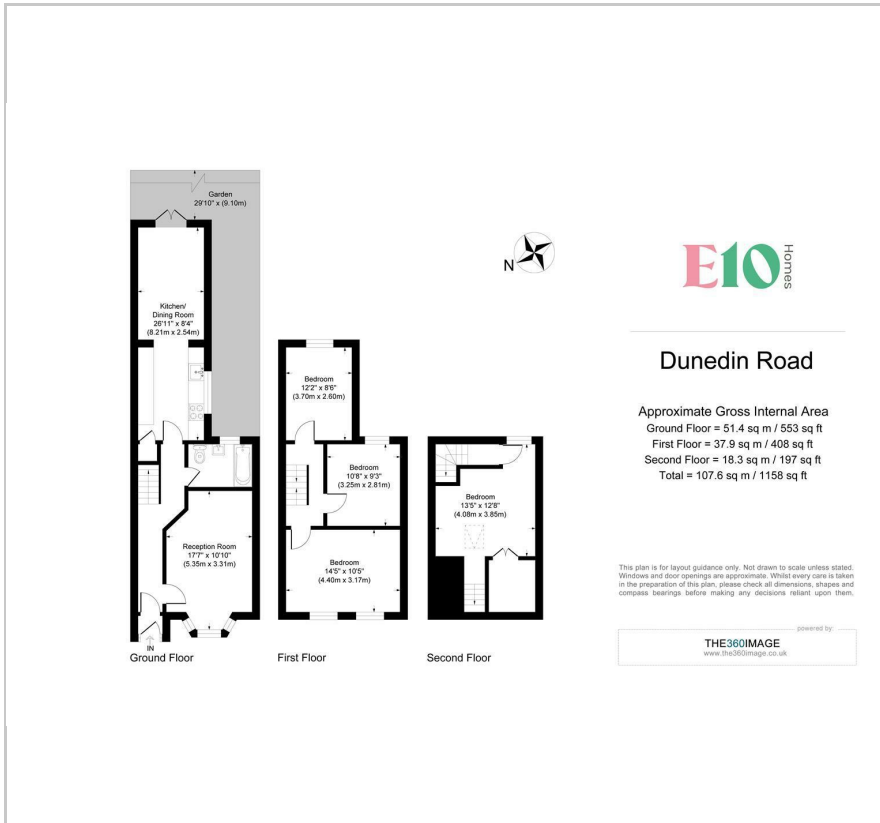 Garden
29'10" x (9.10m)
Kitchen/
Dining Room
26'11" x 8'4"
(8.21m x 2.54m)
Reception Room
17'7" x 10'10"
(5.35m x 3.31m)
IN
Ground Floor
Bedroom
12'2" x 8'6"
(3.70m x 2.60m)
Bedroom
10'8" x 9'3"
(3.25m x 2.81m)
Bedroom
14'5" x 10'5"
(4.40m x 3.17m)
First Floor
Bedroom
13'5" x 12'8"
(4.08m x 3.85m)
Second Floor
N
E10 Homes
Dunedin Road
Approximate Gross Internal Area
Ground Floor = 51.4 sq m / 553 sq ft
First Floor = 37.9 sq m / 408 sq ft
Second Floor = 18.3 sq m / 197 sq ft
Total = 107.6 sq m / 1158 sq ft
This plan is for layout guidance only. Not drawn to scale unless stated.
Windows and door openings are approximate. Whilst every care is taken
in the preparation of this plan, please check all dimensions, shapes and
compass bearings before making any decisions reliant upon them.
powered by
THE360IMAGE
www.the360image.co.uk